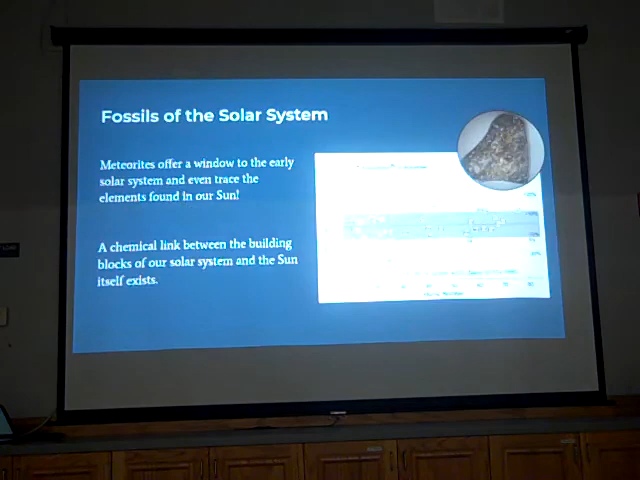 Fossils of the Solar System
Meteorites offer a window to the early
solar system and even trace the
elements found in our Sun!
A chemical link between the building
blocks of our solar system and the Sun
itself exists.